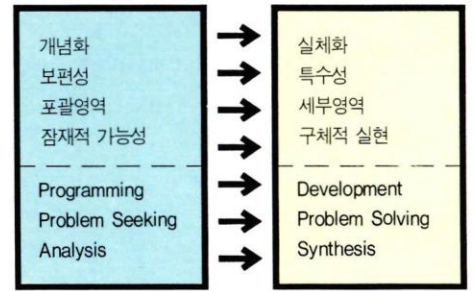 개념화
보편성
포괄영역
잠재적 가능성
Programming
Problem Seeking
Analysis
실체화
특수성
세부영역
구체적 실현
Development
Problem Solving
Synthesis